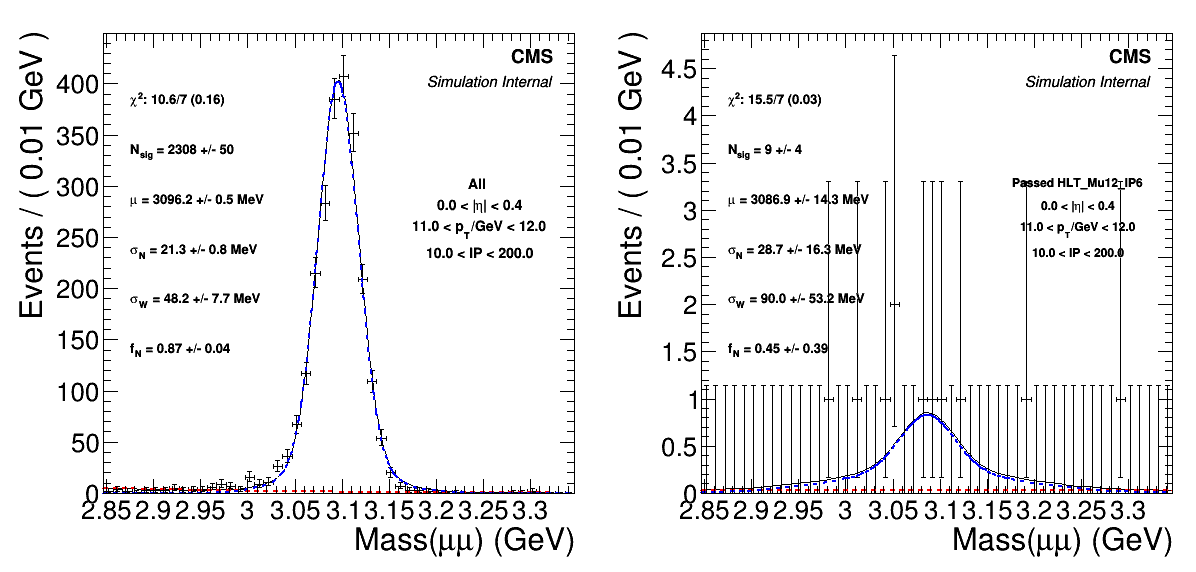 CMS
Simulation Internal
χ²: 10.6/7 (0.16)
N_sig = 2308 +/- 50
μ = 3096.2 +/- 0.5 MeV
σ_N = 21.3 +/- 0.8 MeV
σ_W = 48.2 +/- 7.7 MeV
f_N = 0.87 +/- 0.04
All
0.0 < |η| < 0.4
11.0 < p_T/GeV < 12.0
10.0 < IP < 200.0
Events / ( 0.01 GeV )
400
350
300
250
200
150
100
50
0
2.85 2.9 2.95 3 3.05 3.1 3.15 3.2 3.25 3.3
Mass(μμ) (GeV)
CMS
Simulation Internal
χ²: 15.5/7 (0.03)
N_sig = 9 +/- 4
μ = 3086.9 +/- 14.3 MeV
σ_N = 28.7 +/- 16.3 MeV
σ_W = 90.0 +/- 53.2 MeV
f_N = 0.45 +/- 0.39
Passed HLT_Mu12_IP6
0.0 < |η| < 0.4
11.0 < p_T/GeV < 12.0
10.0 < IP < 200.0
Events / ( 0.01 GeV )
4.5
4
3.5
3
2.5
2
1.5
1
0.5
0
2.85 2.9 2.95 3 3.05 3.1 3.15 3.2 3.25 3.3
Mass(μμ) (GeV)